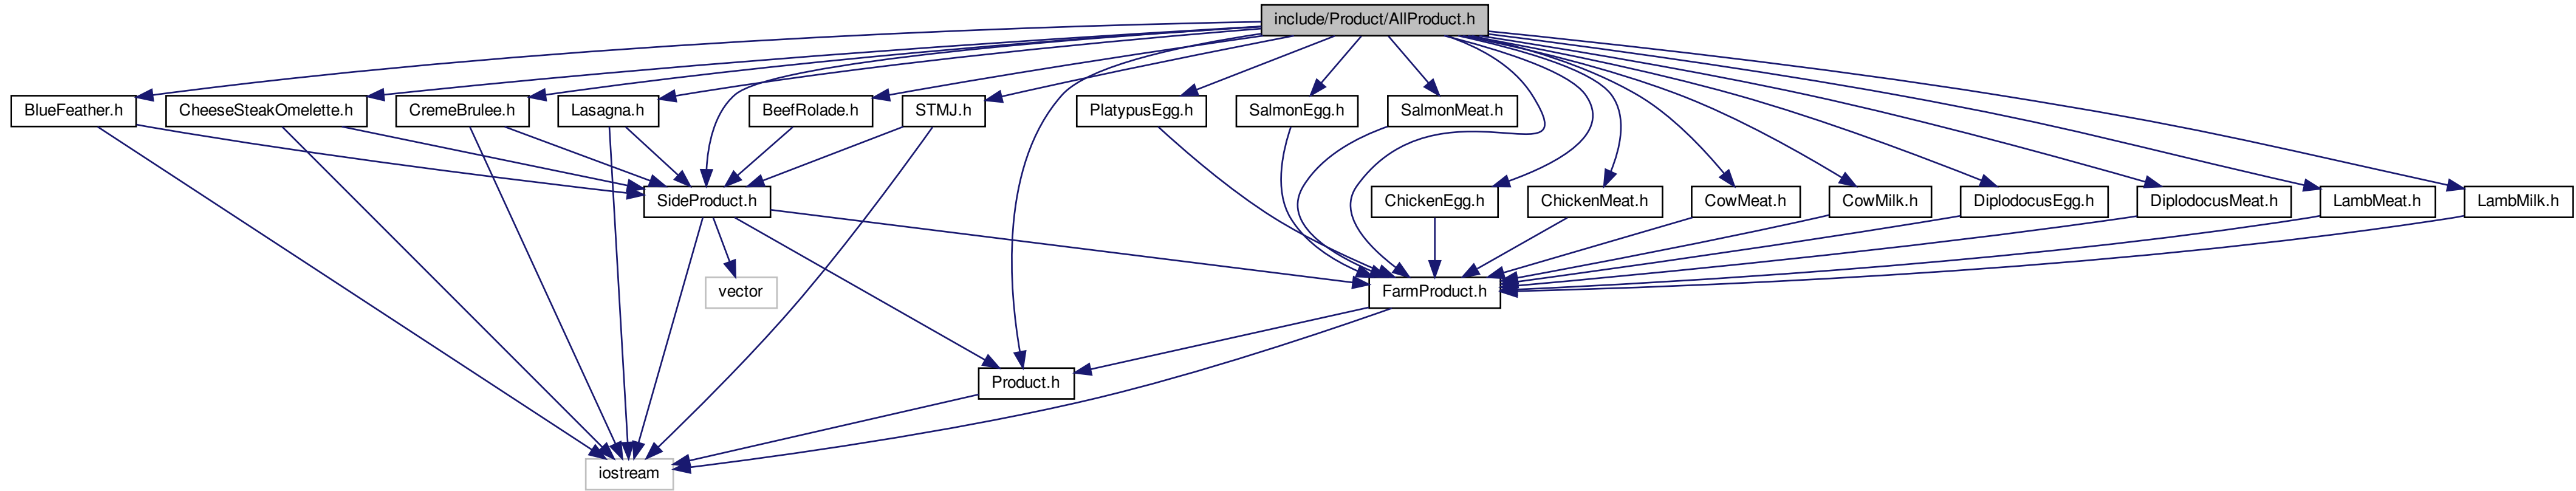 include/Product/AllProduct.h
BlueFeather.h
CheeseSteakOmelette.h
CremeBrulee.h
Lasagna.h
BeefRolade.h
STMJ.h
PlatypusEgg.h
SalmonEgg.h
SalmonMeat.h
SideProduct.h
ChickenEgg.h
ChickenMeat.h
CowMeat.h
CowMilk.h
DiplodocusEgg.h
DiplodocusMeat.h
LambMeat.h
LambMilk.h
vector
FarmProduct.h
Product.h
iostream